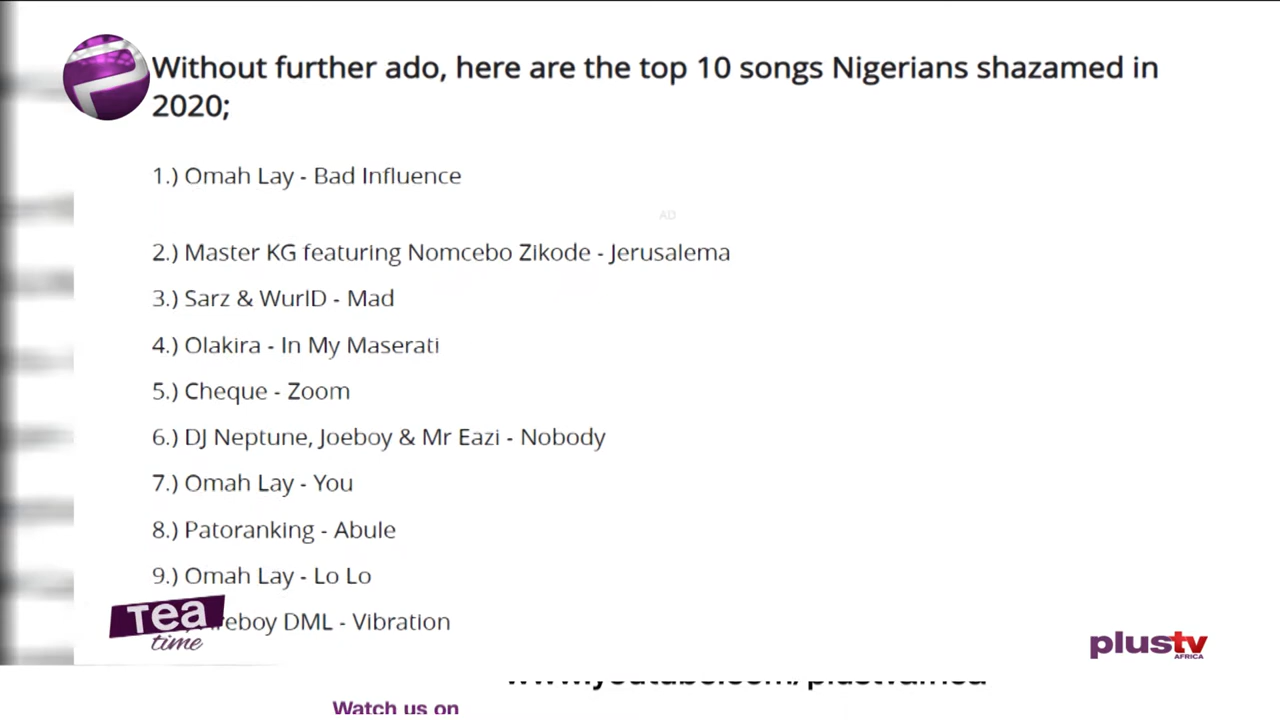 Without further ado, here are the top 10 songs Nigerians shazamed in
2020;
1.) Omah Lay - Bad Influence
AD
2.) Master KG featuring Nomcebo Zikode - Jerusalema
3.) Sarz & WurlD - Mad
4.) Olakira - In My Maserati
5.) Cheque - Zoom
6.) DJ Neptune, Joeboy & Mr Eazi - Nobody
7.) Omah Lay - You
8.) Patoranking - Abule
9.) Omah Lay - Lo Lo
DML - Vibration
Tea
time
plustv
AFRICA
Watch us on